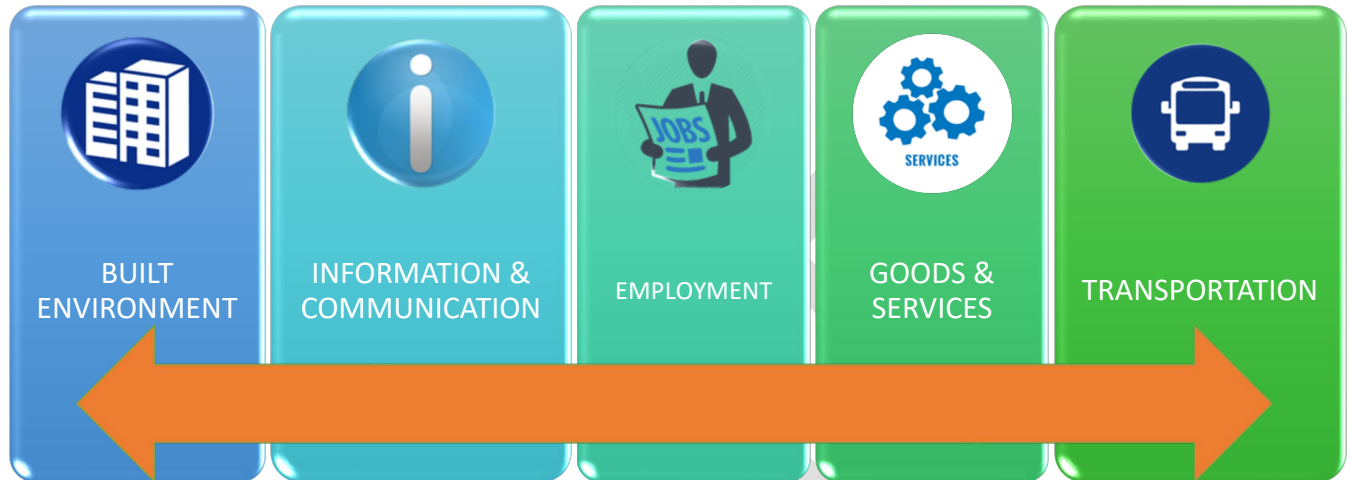 JOBS
SERVICES
BUILT
ENVIRONMENT
INFORMATION &
COMMUNICATION
EMPLOYMENT
GOODS &
SERVICES
TRANSPORTATION